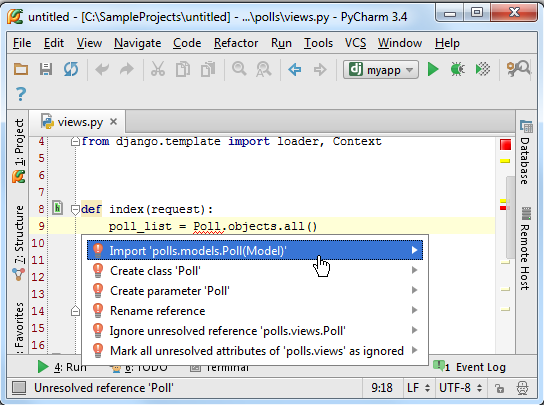 untitled - [C:\SampleProjects\untitled] - ...\polls\views.py - PyCharm 3.4
File Edit View Navigate Code Refactor Run Tools VCS Window Help
myapp
?
views.py
1: Project
7: Structure
Favorites
Database
Remote Host
4 from django.template import loader, Context
5
6
7
8 def index(request):
9 poll_list = Poll.objects.all()
10
11
12
13
14
15
Import 'polls.models.Poll(Model)'
Create class 'Poll'
Create parameter 'Poll'
Rename reference
Ignore unresolved reference 'polls.views.Poll'
Mark all unresolved attributes of 'polls.views' as ignored
4: Run 6: TODO Terminal 1 Event Log
Unresolved reference 'Poll' 9:18 LF UTF-8